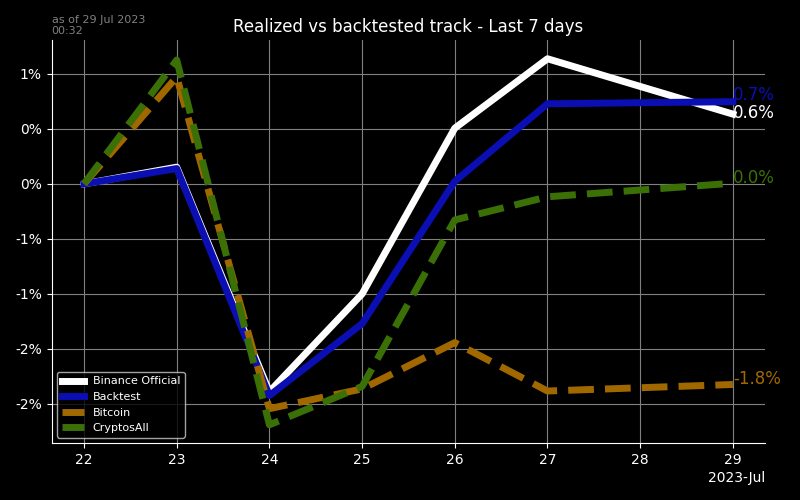 as of 29 Jul 2023
00:32
Realized vs backtested track - Last 7 days
1%
0%
0%
-1%
-1%
-2%
-2%
0.7%
0.6%
0.0%
-1.8%
Binance Official
Backtest
Bitcoin
CryptosAll
22 23 24 25 26 27 28 29
2023-Jul